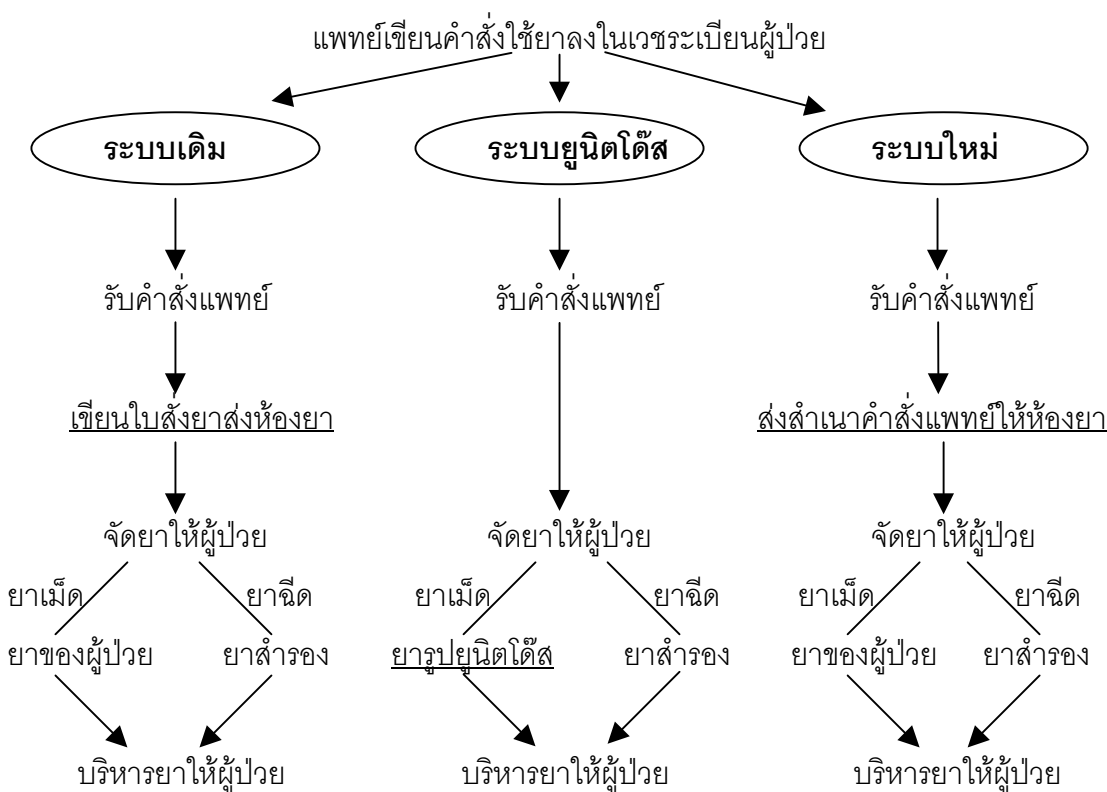 แพทย์เขียนคำสั่งใช้ยาลงในเวชระเบียนผู้ป่วย
ระบบเดิม ระบบยูนิตโด๊ส ระบบใหม่
รับคำสั่งแพทย์ รับคำสั่งแพทย์ รับคำสั่งแพทย์
เขียนใบสั่งยาส่งห้องยา ส่งสำเนาคำสั่งแพทย์ให้ห้องยา
จัดยาให้ผู้ป่วย จัดยาให้ผู้ป่วย จัดยาให้ผู้ป่วย
ยาเม็ด ยาฉีด ยาเม็ด ยาฉีด ยาเม็ด ยาฉีด
ยาของผู้ป่วย ยาสำรอง ยารูปยูนิตโด๊ส ยาสำรอง ยาของผู้ป่วย ยาสำรอง
บริหารยาให้ผู้ป่วย บริหารยาให้ผู้ป่วย บริหารยาให้ผู้ป่วย